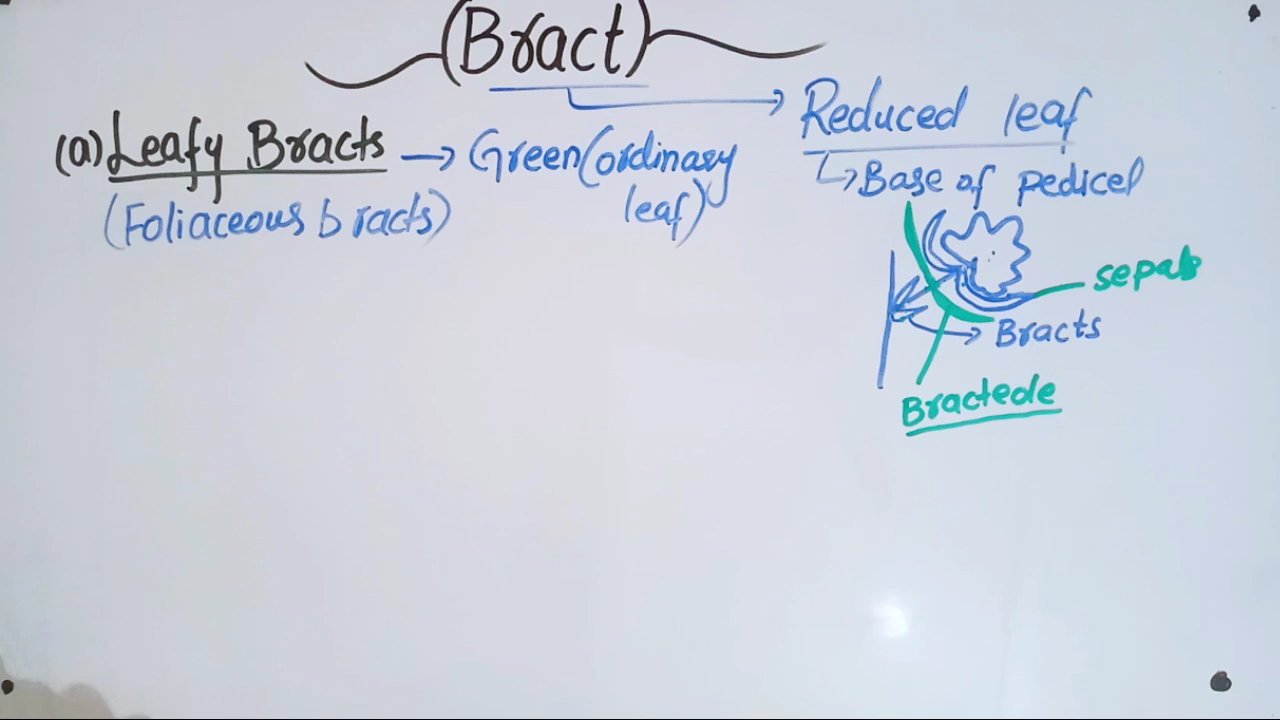 (Bract)
Reduced leaf
(a) Leafy Bracts → Green (ordinary
leaf)
(Foliaceous bracts)
Base of pedicel
sepals
Bracts
Bracteole